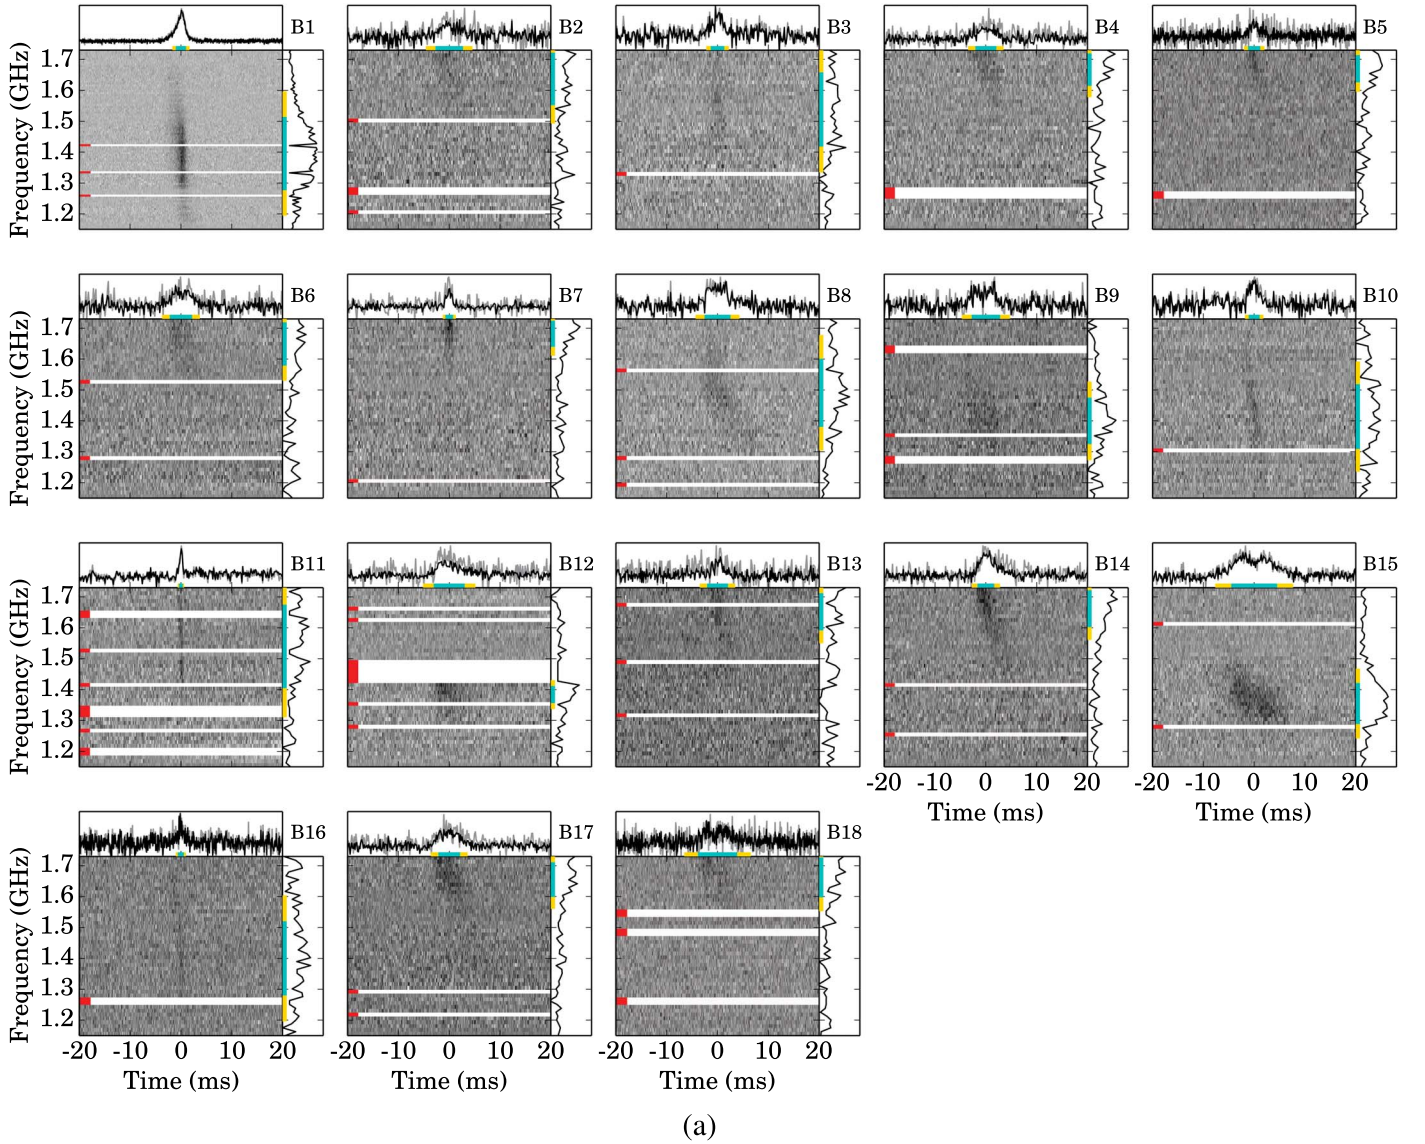 B1 B2 B3 B4 B5
Frequency (GHz)
1.7
1.6
1.5
1.4
1.3
1.2
B6 B7 B8 B9 B10
Frequency (GHz)
1.7
1.6
1.5
1.4
1.3
1.2
B11 B12 B13 B14 B15
Frequency (GHz)
1.7
1.6
1.5
1.4
1.3
1.2
-20 -10 0 10 20 -20 -10 0 10 20
Time (ms) Time (ms)
B16 B17 B18
Frequency (GHz)
1.7
1.6
1.5
1.4
1.3
1.2
-20 -10 0 10 20 -20 -10 0 10 20 -20 -10 0 10 20
Time (ms) Time (ms) Time (ms)
(a)